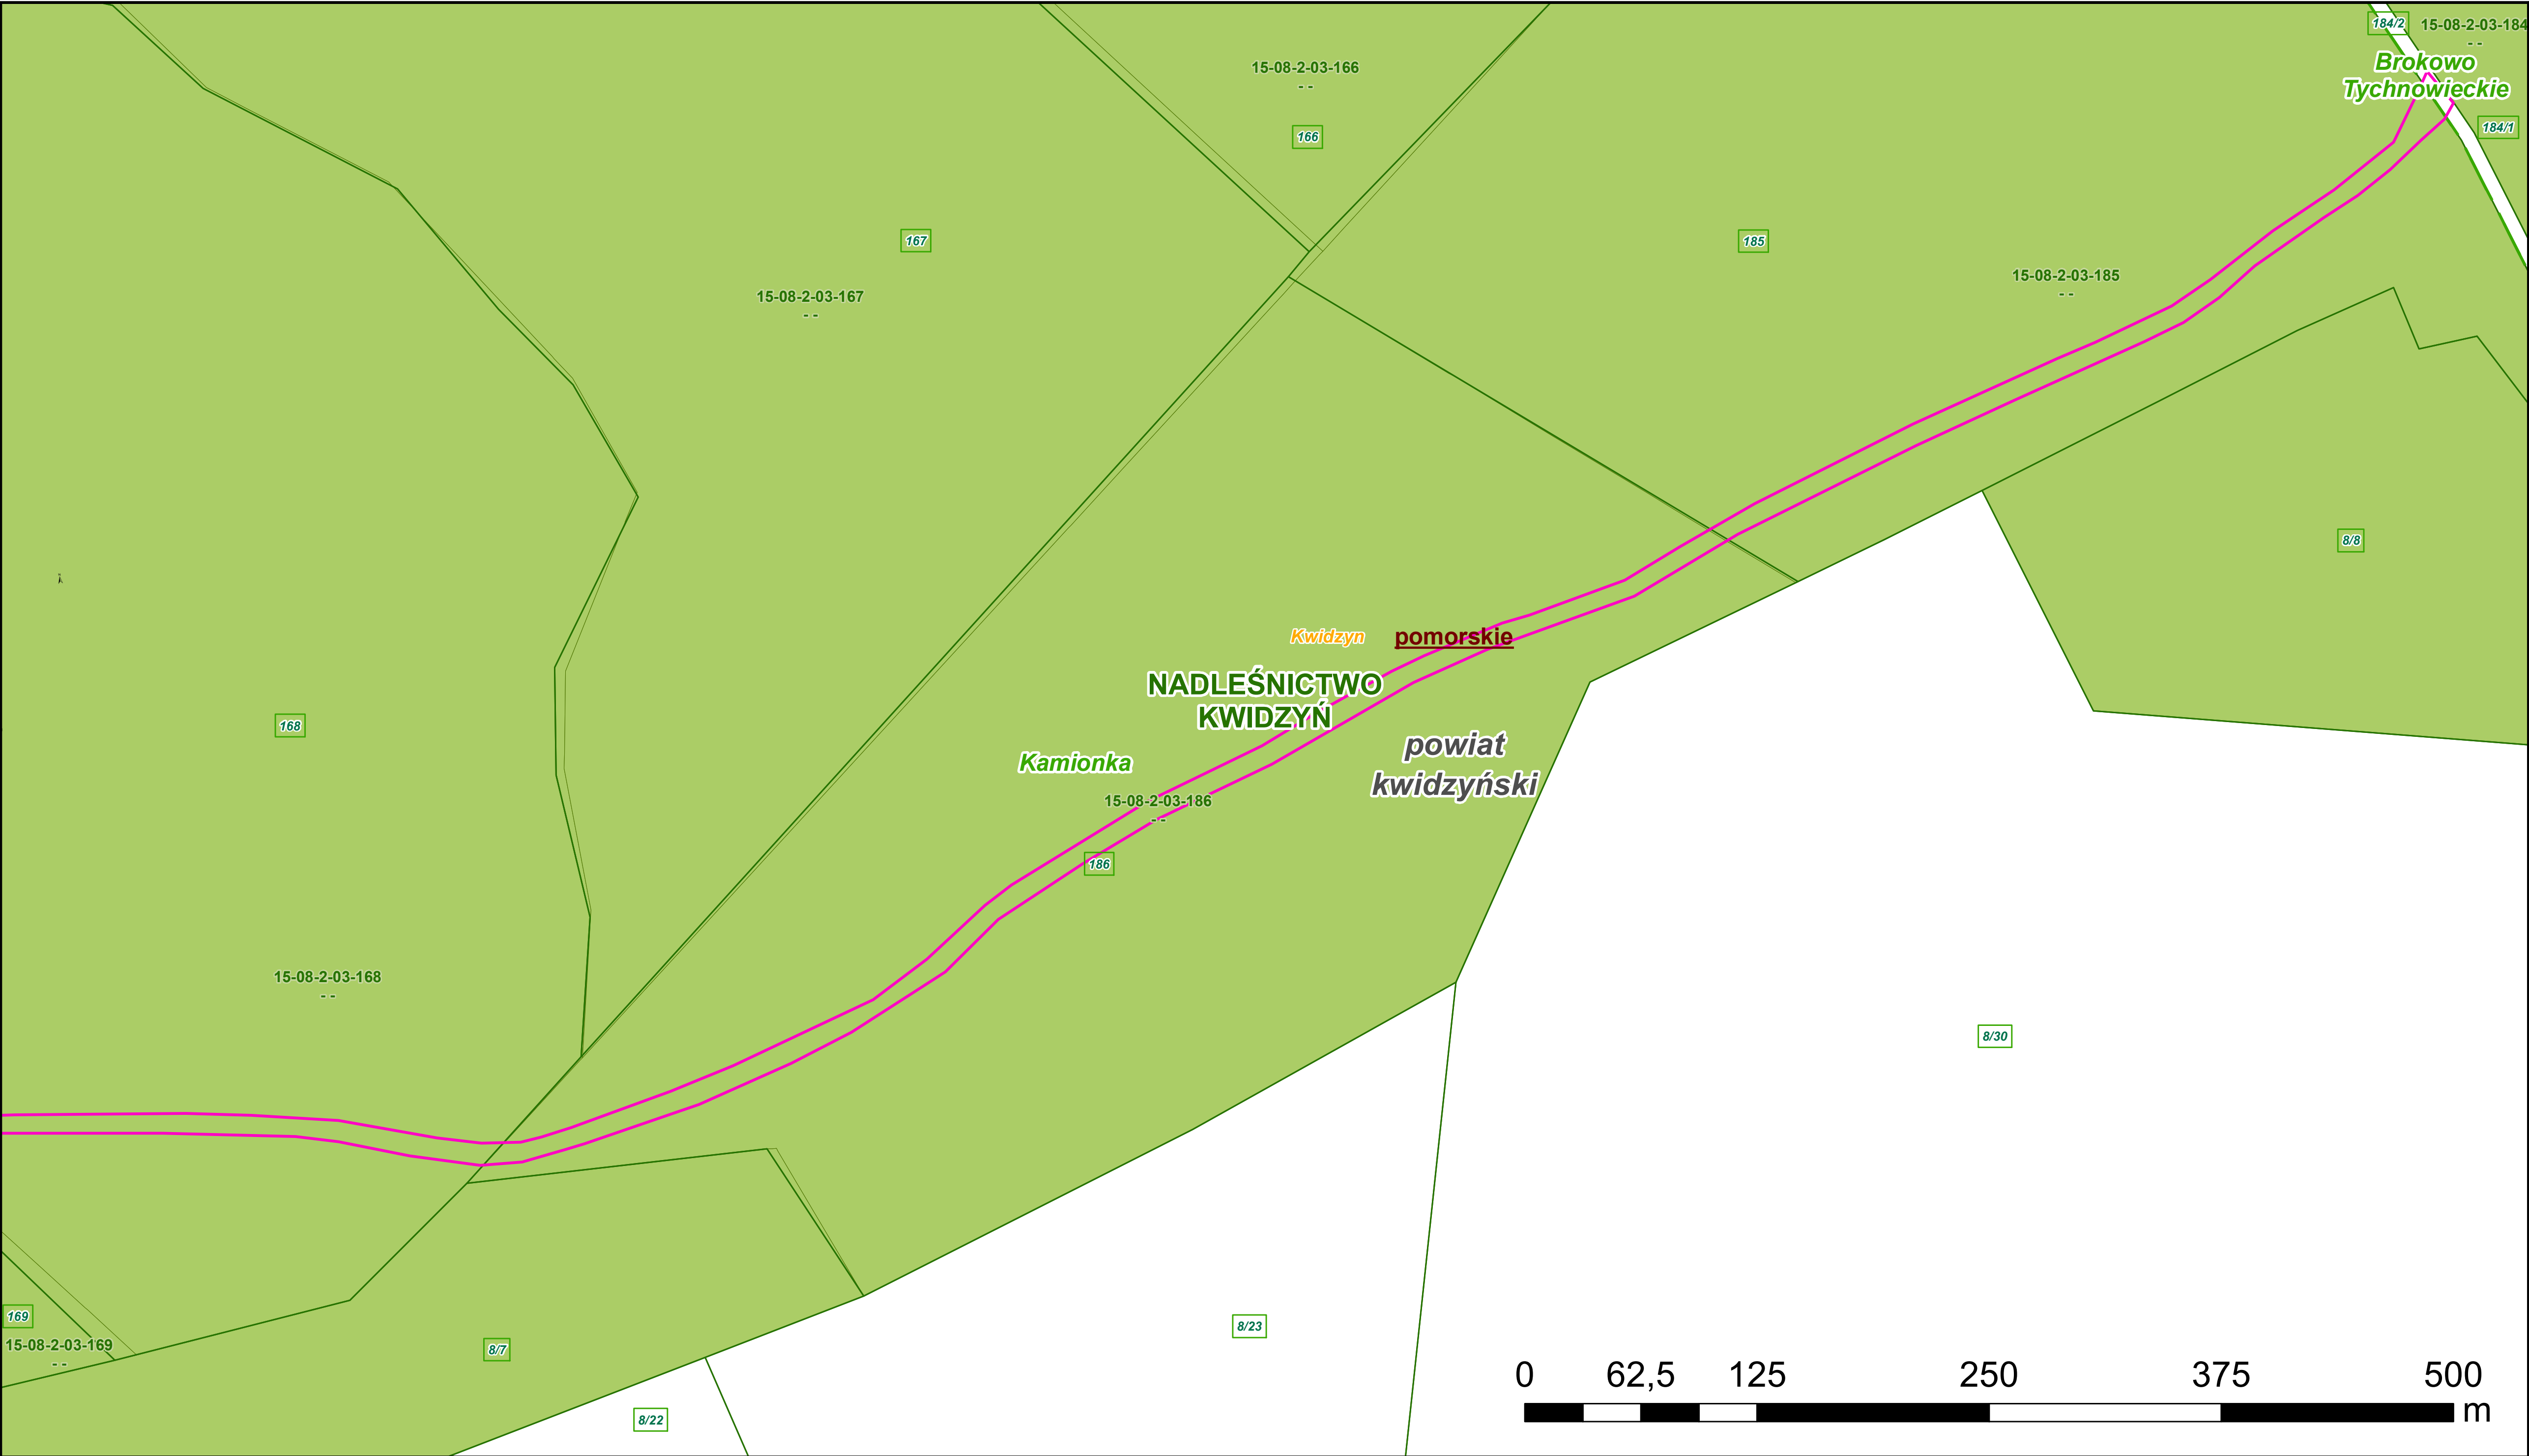 184/2
15-08-2-03-184
- -
Brokowo
Tychnowieckie
15-08-2-03-166
- -
184/1
166
167
185
15-08-2-03-185
- -
15-08-2-03-167
- -
8/8
Kwidzyn
pomorskie
NADLEŚNICTWO
KWIDZYŃ
168
powiat
kwidzyński
Kamionka
15-08-2-03-186
- -
186
15-08-2-03-168
- -
8/30
169
8/23
15-08-2-03-169
- -
8/7
0 62,5 125 250 375 500
m
8/22